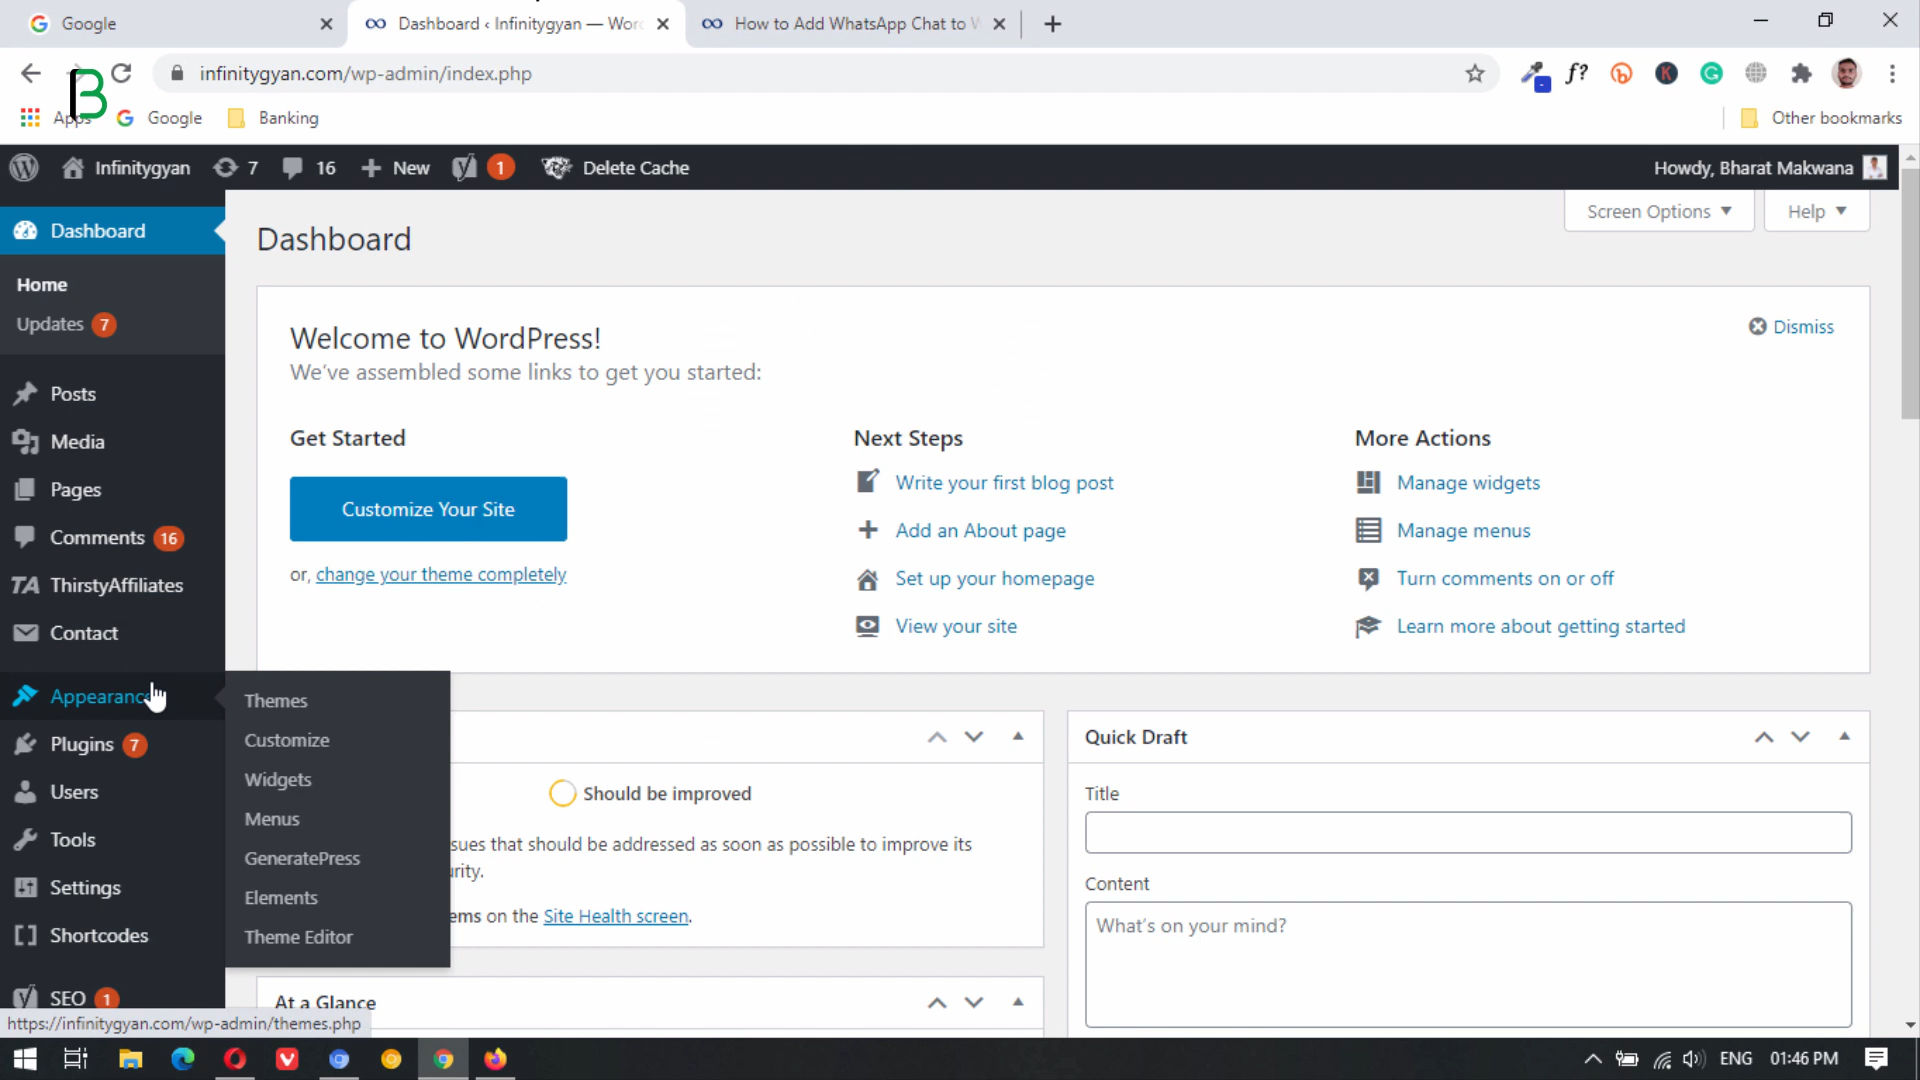 Google
Dashboard ‹ Infinitygyan — Wor
How to Add WhatsApp Chat to W
infinitygyan.com/wp-admin/index.php
f?
Apps
Google
Banking
Other bookmarks
Infinitygyan
7
16
New
1
Delete Cache
Howdy, Bharat Makwana
Screen Options
Help
Dashboard
Home
Updates 7
Posts
Media
Pages
Comments 16
TA ThirstyAffiliates
Contact
Appearance
Plugins 7
Users
Tools
Settings
Shortcodes
SEO 1
Themes
Customize
Widgets
Menus
GeneratePress
Elements
Theme Editor
Dashboard
Welcome to WordPress!
We've assembled some links to get you started:
Dismiss
Get Started
Customize Your Site
or, change your theme completely
Next Steps
Write your first blog post
Add an About page
Set up your homepage
View your site
More Actions
Manage widgets
Manage menus
Turn comments on or off
Learn more about getting started
Should be improved
sues that should be addressed as soon as possible to improve its
urity.
ems on the Site Health screen.
At a Glance
Quick Draft
Title
Content
What's on your mind?
https://infinitygyan.com/wp-admin/themes.php
ENG
01:46 PM